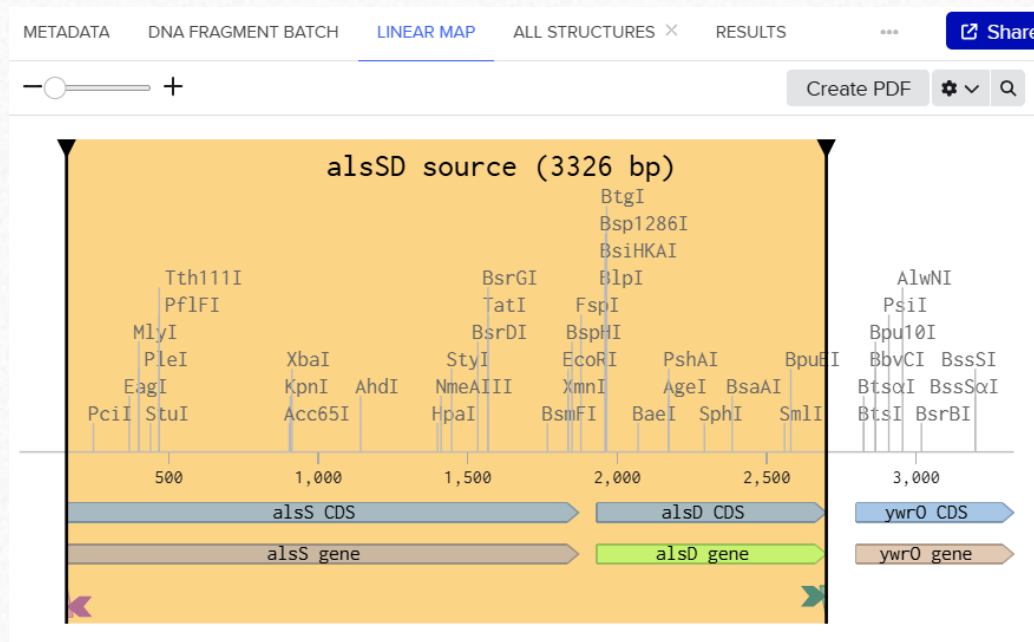 METADATA DNA FRAGMENT BATCH LINEAR MAP ALL STRUCTURES × RESULTS ••• Share
− + Create PDF
alsSD source (3326 bp)
BtgI
Bsp1286I
BsiHKAI
Tth111I BsrGI BlpI AlwNI
PflFI TatI FspI PsiI
MlyI BsrDI BspHI Bpu10I
PleI XbaI StyI EcoRI PshAI BpuEI BbvCI BssSI
EagI KpnI AhdI NmeAIII XmnI AgeI BsaAI BtsαI BssSαI
PciI StuI Acc65I HpaI BsmFI BaeI SphI SmlI BtsI BsrBI
500 1,000 1,500 2,000 2,500 3,000
alsS CDS alsD CDS ywrO CDS
alsS gene alsD gene ywrO gene